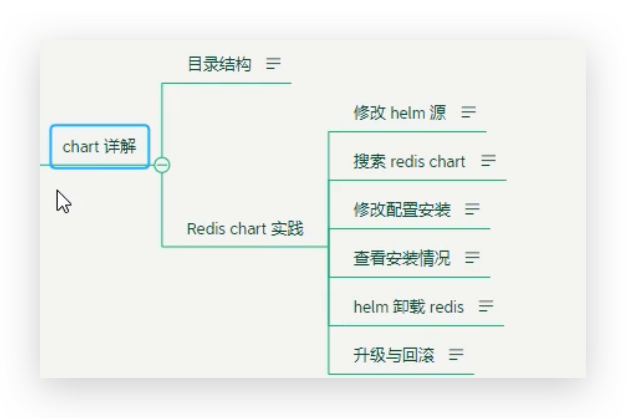 目录结构
chart 详解
修改 helm 源
搜素 redis chart
修改配置安装
Redis chart 实践
查看安装情况
helm 卸载 redis
升级与回滚